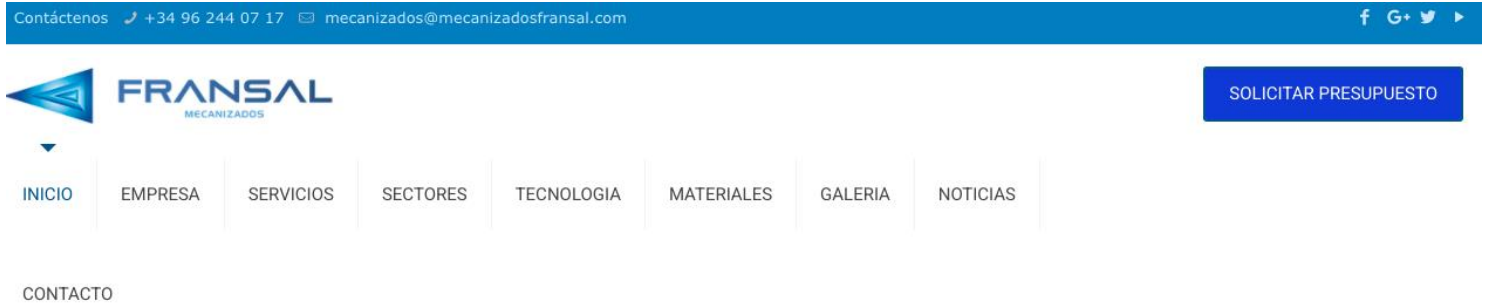 Contáctenos +34 96 244 07 17 mecanizados@mecanizadosfransal.com
FRANSAL
MECANIZADOS
SOLICITAR PRESUPUESTO
INICIO EMPRESA SERVICIOS SECTORES TECNOLOGIA MATERIALES GALERIA NOTICIAS
CONTACTO